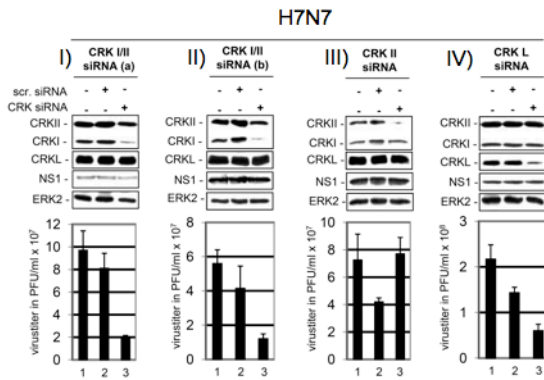 H7N7
I) CRK I/II siRNA (a)
II) CRK I/II siRNA (b)
III) CRK II siRNA
IV) CRK L siRNA
scr. siRNA - + - - + - - + - - + -
CRK siRNA - - + - - + - - + - - +
CRKII - CRKII - CRKII - CRKII -
CRKI - CRKI - CRKI - CRKI -
CRKL - CRKL - CRKL - CRKL -
NS1 - NS1 - NS1 - NS1 -
ERK2 - ERK2 - ERK2 - ERK2 -
virustiter in PFU/ml x 10⁷
12
10
8
6
4
2
0
1 2 3
virustiter in PFU/ml x 10⁷
8
6
4
2
0
1 2 3
virustiter in PFU/ml x 10⁷
10
8
6
4
2
0
1 2 3
virustiter in PFU/ml x
3
2
1
0
1 2 3